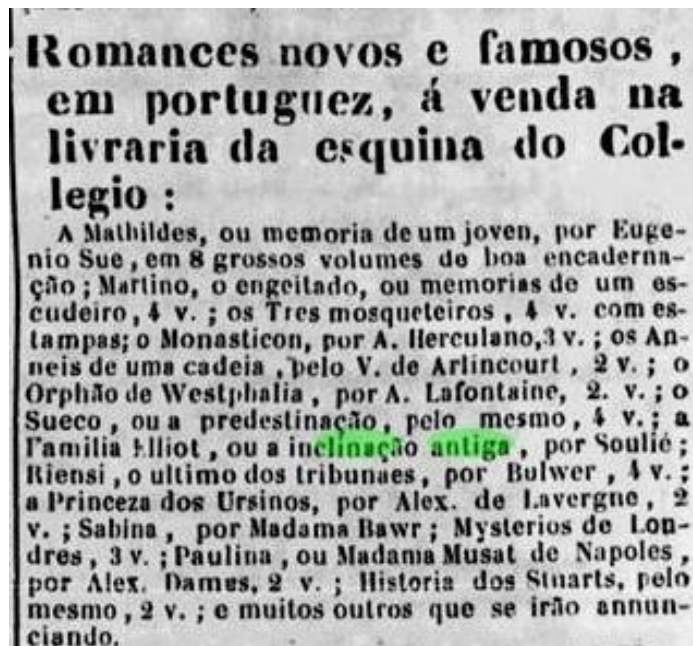 Romances novos e famosos,
em portuguez, á venda na
livraria da esquina do Col-
legio :
A Mathildes, ou memoria de um joven, por Euge-
nio Sue, em 8 grossos volumes de boa encaderna-
ção ; Martino, o engeitado, ou memorias de um es-
cudeiro, 4 v. ; os Tres mosqueteiros, 4 v. com es-
tampas; o Monasticon, por A. Herculano, 3 v. ; os An-
neis de uma cadeia, pelo V. de Arlincourt, 2 v. ; o
Orphão de Westphalia, por A. Lafontaine, 2. v. ; o
Sueco, ou a predestinação, pelo mesmo, 4 v. ; a
Familia Elliot, ou a inclinação antiga, por Soulié ;
Riensi, o ultimo dos tribunaes, por Bulwer, 4 v. ;
a Princeza dos Ursinos, por Alex. de Lavergne, 2
v. ; Sabina, por Madama Bawr ; Mysterios de Lon-
dres, 3 v. ; Paulina, ou Madama Musat de Napoles,
por Alex. Dames, 2 v. ; Historia dos Stuarts, pelo
mesmo, 2 v. ; e muitos outros que se irão annun-
ciando.